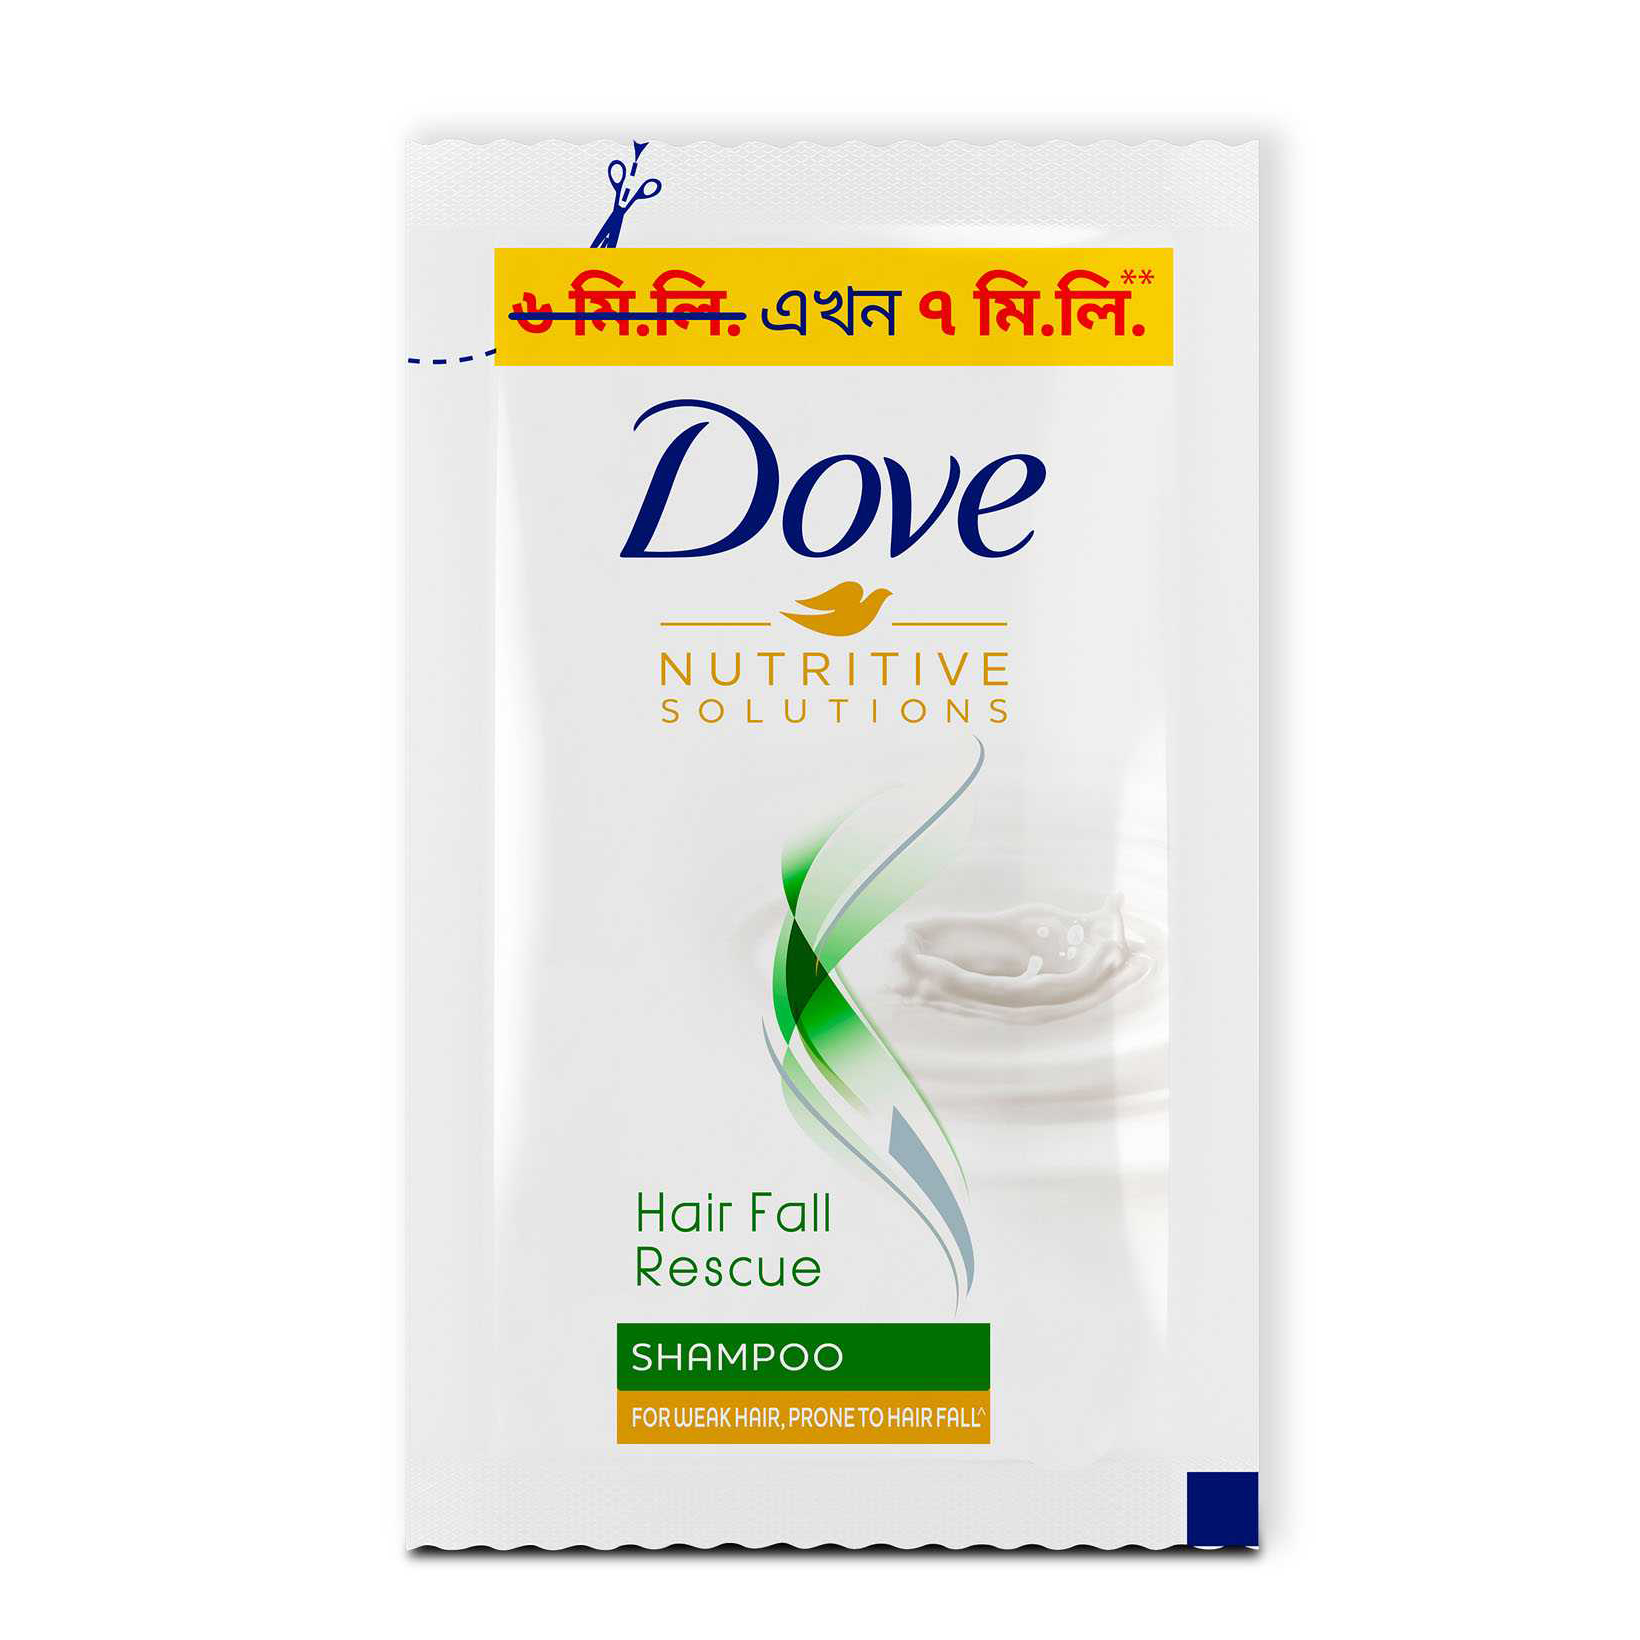 ৬ মি.লি. এখন ৭ মি.লি.**
Dove
NUTRITIVE
SOLUTIONS
Hair Fall
Rescue
SHAMPOO
FOR WEAK HAIR, PRONE TO HAIR FALL^